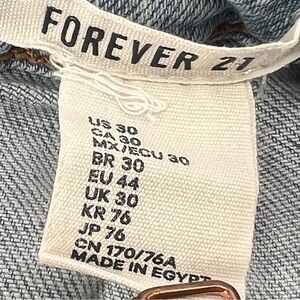 FOREVER 21
US 30
CA 30
MX/ECU 30
BR 30
EU 44
UK 30
KR 76
JP 76
CN 170/76A
MADE IN EGYPT